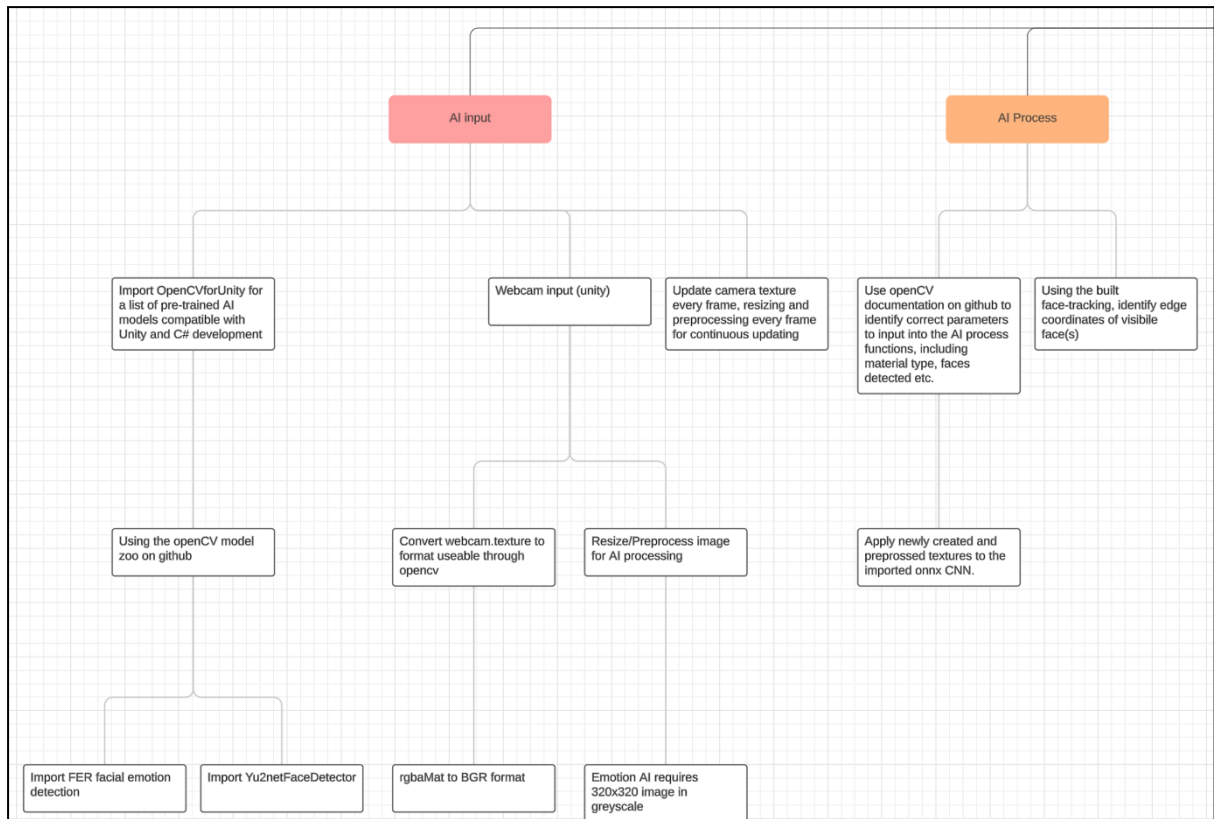 AI input
AI Process
Import OpenCVforUnity for
a list of pre-trained AI
models compatible with
Unity and C# development
Webcam input (unity)
Update camera texture
every frame, resizing and
preprocessing every frame
for continuous updating
Use openCV
documentation on github to
identify correct parameters
to input into the AI process
functions, including
material type, faces
detected etc.
Using the built
face-tracking, identify edge
coordinates of visibile
face(s)
Using the openCV model
zoo on github
Convert webcam.texture to
format useable through
opencv
Resize/Preprocess image
for AI processing
Apply newly created and
preprossed textures to the
imported onnx CNN.
Import FER facial emotion
detection
Import Yu2netFaceDetector
rgbaMat to BGR format
Emotion AI requires
320x320 image in
greyscale